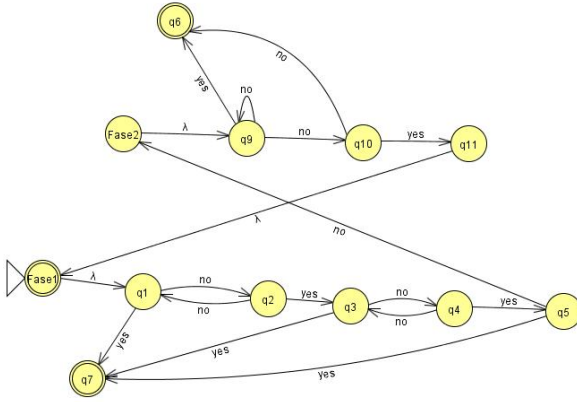 q6
no
yes
no
Fase2
λ
q9
no
q10
yes
q11
λ
no
Fase1
λ
q1
no
no
q2
yes
q3
no
no
q4
yes
q5
yes
yes
yes
q7